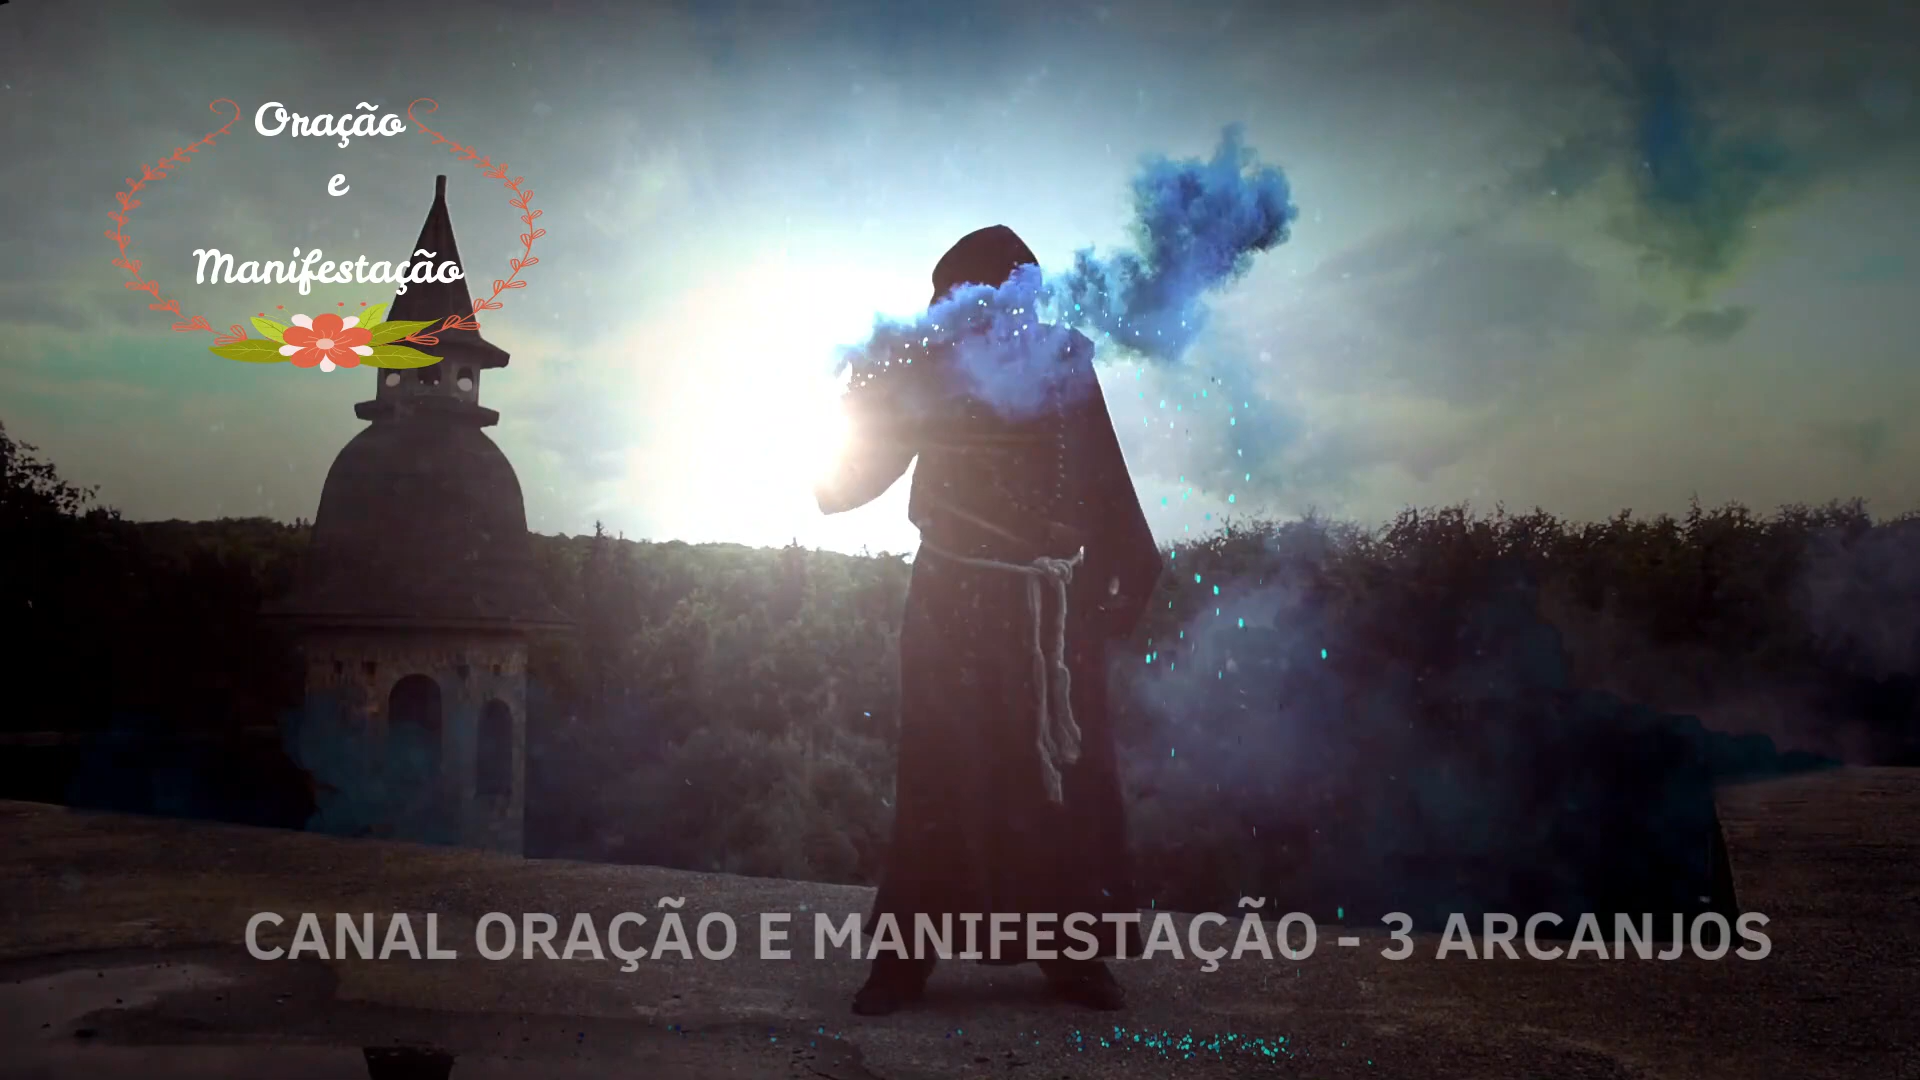 Oração
e
Manifestação
CANAL ORAÇÃO E MANIFESTAÇÃO - 3 ARCANJOS